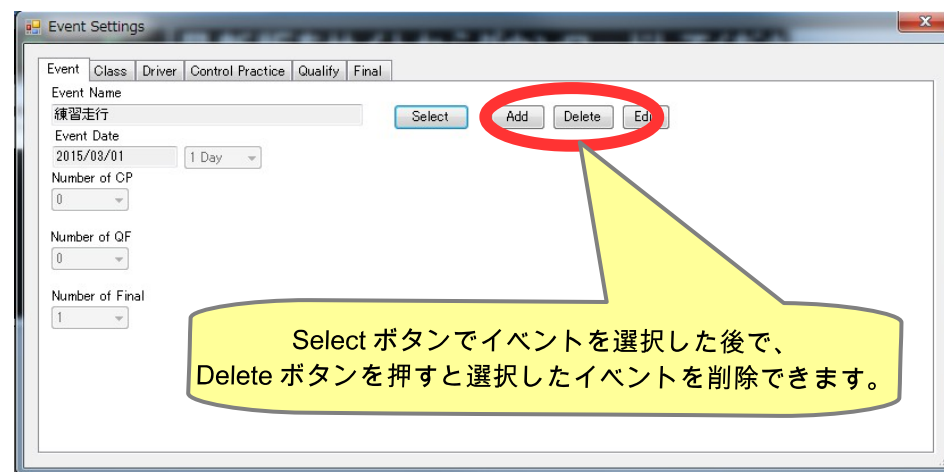 Event Settings
Event Class Driver Control Practice Qualify Final
Event Name
練習走行 Select Add Delete
Event Date
2015/03/01 1 Day
Number of CP
0
Number of QF
0
Number of Final
1
Select ボタンでイベントを選択した後で、
Delete ボタンを押すと選択したイベントを削除できます。